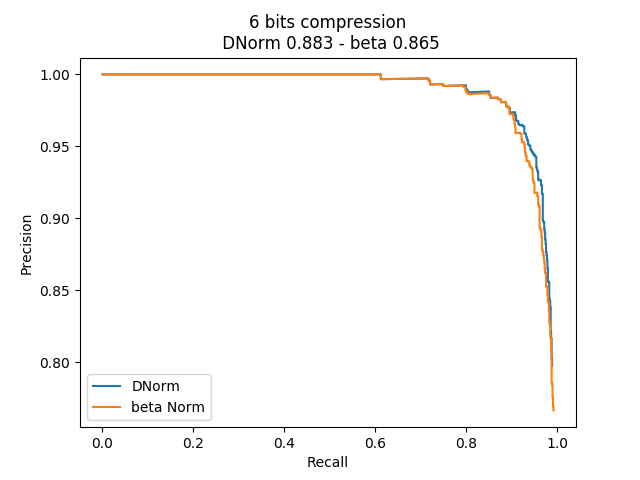 6 bits compression
DNorm 0.883 - beta 0.865
1.00
0.95
0.90
0.85
0.80
Precision
DNorm
beta Norm
0.0 0.2 0.4 0.6 0.8 1.0
Recall